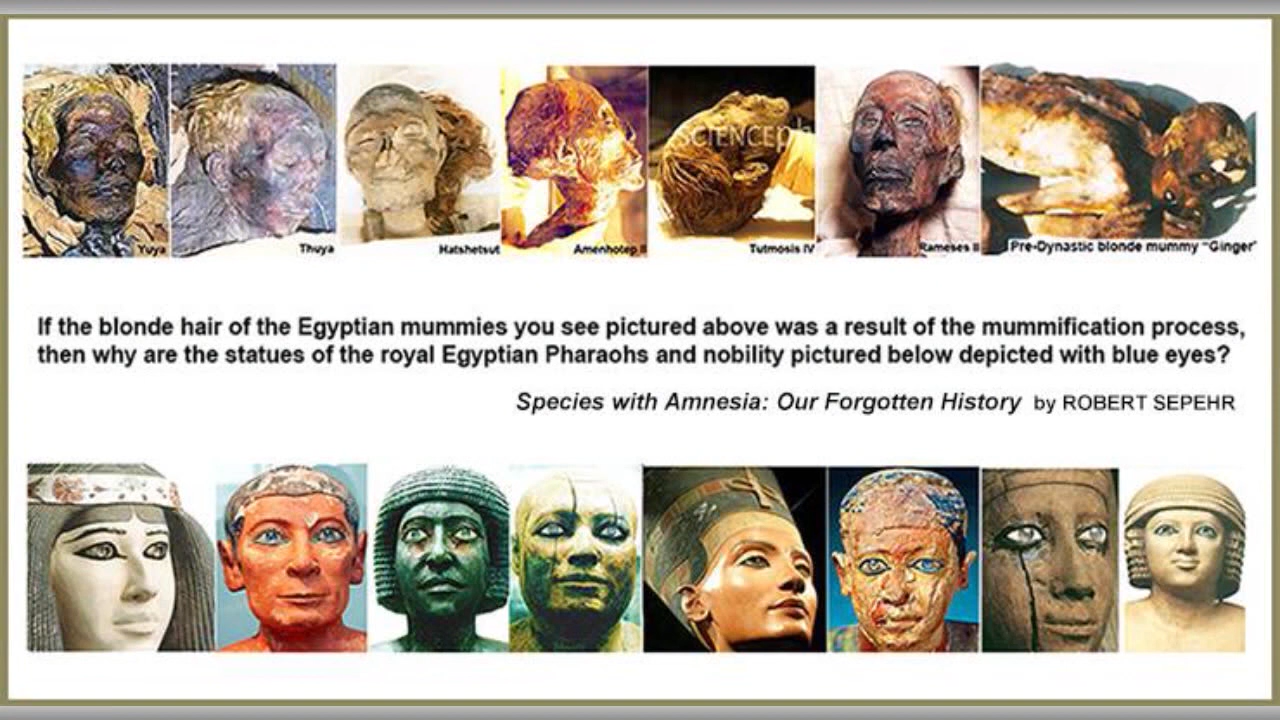 SCIENCEph
Yuya
Thuya
Hatshetsut
Amenhotep II
Tutmosis IV
Rameses II
Pre-Dynastic blonde mummy "Ginger"
If the blonde hair of the Egyptian mummies you see pictured above was a result of the mummification process,
then why are the statues of the royal Egyptian Pharaohs and nobility pictured below depicted with blue eyes?
Species with Amnesia: Our Forgotten History by ROBERT SEPEHR